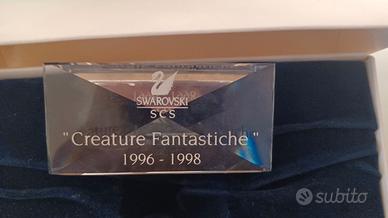 SWAROVSKI
SCS
"Creature Fantastiche"
1996 - 1998
subito